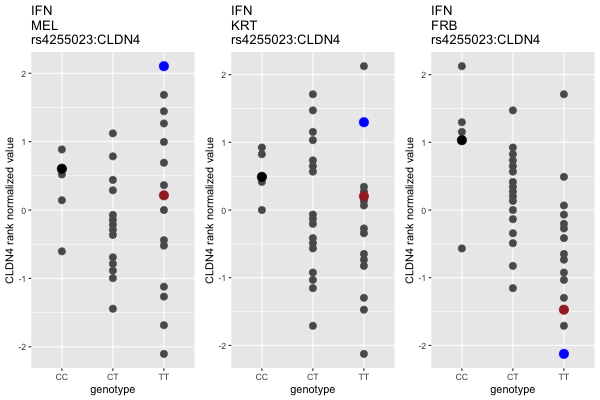 IFN
MEL
rs4255023:CLDN4
CLDN4 rank normalized value
2
1
0
-1
-2
CC CT TT
genotype
IFN
KRT
rs4255023:CLDN4
CLDN4 rank normalized value
2
1
0
-1
-2
CC CT TT
genotype
IFN
FRB
rs4255023:CLDN4
CLDN4 rank normalized value
2
1
0
-1
-2
CC CT TT
genotype